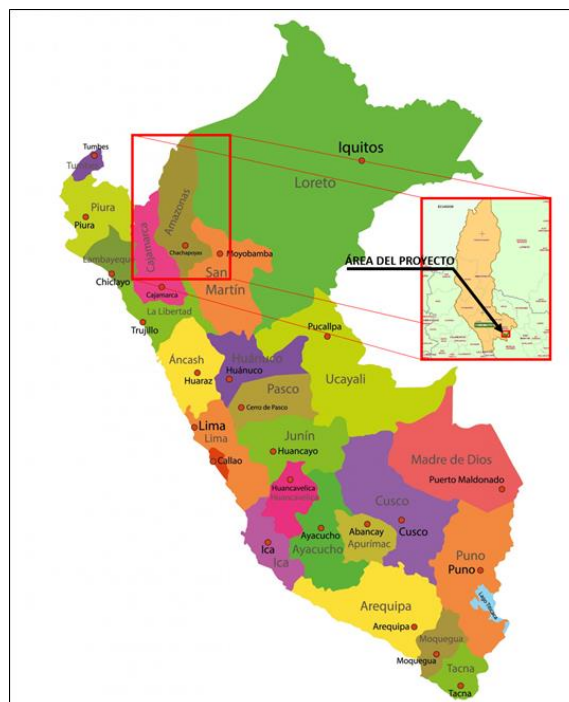 Tumbes
Tumbes
Iquitos
Loreto
Piura
Piura
Amazonas
Cajamarca
Lambayeque
Chachapoyas
Moyobamba
ECUADOR
ÁREA DEL PROYECTO
San
Martín
Chiclayo
Cajamarca
La Libertad
Trujillo
Pucallpa
Áncash
Huánuco
Huaraz
Huánuco
Ucayali
Pasco
Cerro de Pasco
Lima
Lima
Junín
Huancayo
Callao
Madre de Dios
Huancavelica
Huancavelica
Puerto Maldonado
Cusco
Ayacucho
Abancay
Cusco
Ica
Ica
Ayacucho
Apurímac
Puno
Puno
Arequipa
Lago Titicaca
Arequipa
Moquegua
Moquegua
Tacna
Tacna